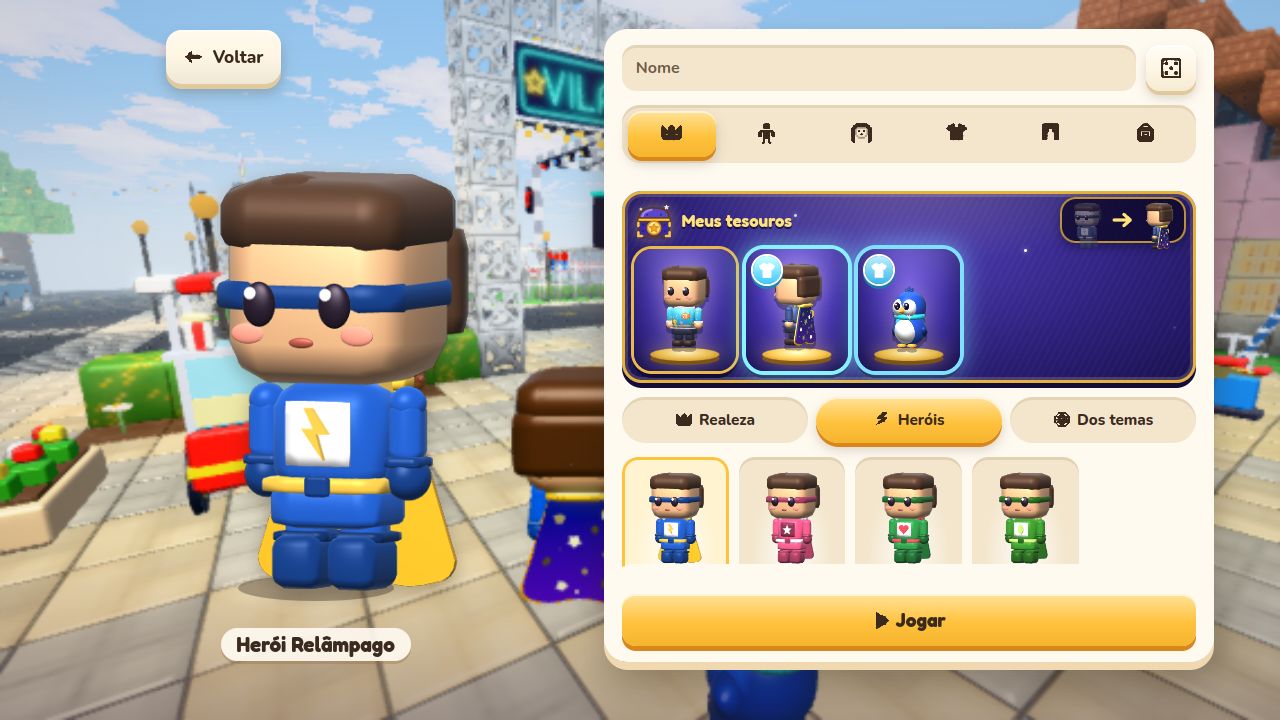 Voltar
Nome
Meus tesouros
Realeza
Heróis
Dos temas
Jogar
Herói Relâmpago